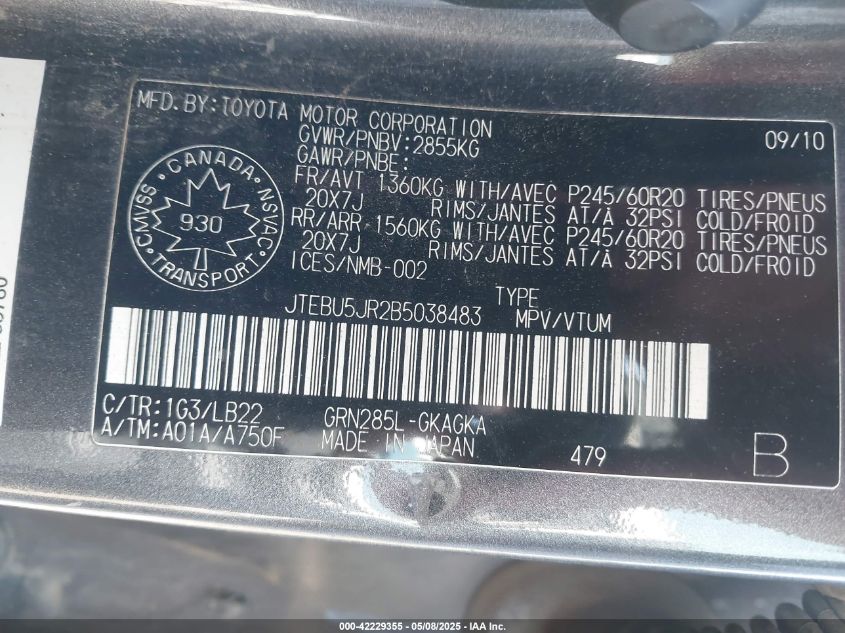 MFD.BY:TOYOTA MOTOR CORPORATION 09/10
GVWR/PNBV:2855KG
GAWR/PNBE:
FR/AVT 1360KG WITH/AVEC P245/60R20 TIRES/PNEUS
20X7J RIMS/JANTES AT/À 32PSI COLD/FROID
RR/ARR 1560KG WITH/AVEC P245/60R20 TIRES/PNEUS
20X7J RIMS/JANTES AT/À 32PSI COLD/FROID
ICES/NMB-002
CANADA
CMVSS 930 NSVAC
TRANSPORT
JTEBU5JR2B5038483 TYPE
MPV/VTUM
C/TR:1G3/LB22 GRN285L-GKAGKA
A/TM:A01A/A750F MADE IN JAPAN 479 B
000-42229355 - 05/08/2025 - IAA Inc.